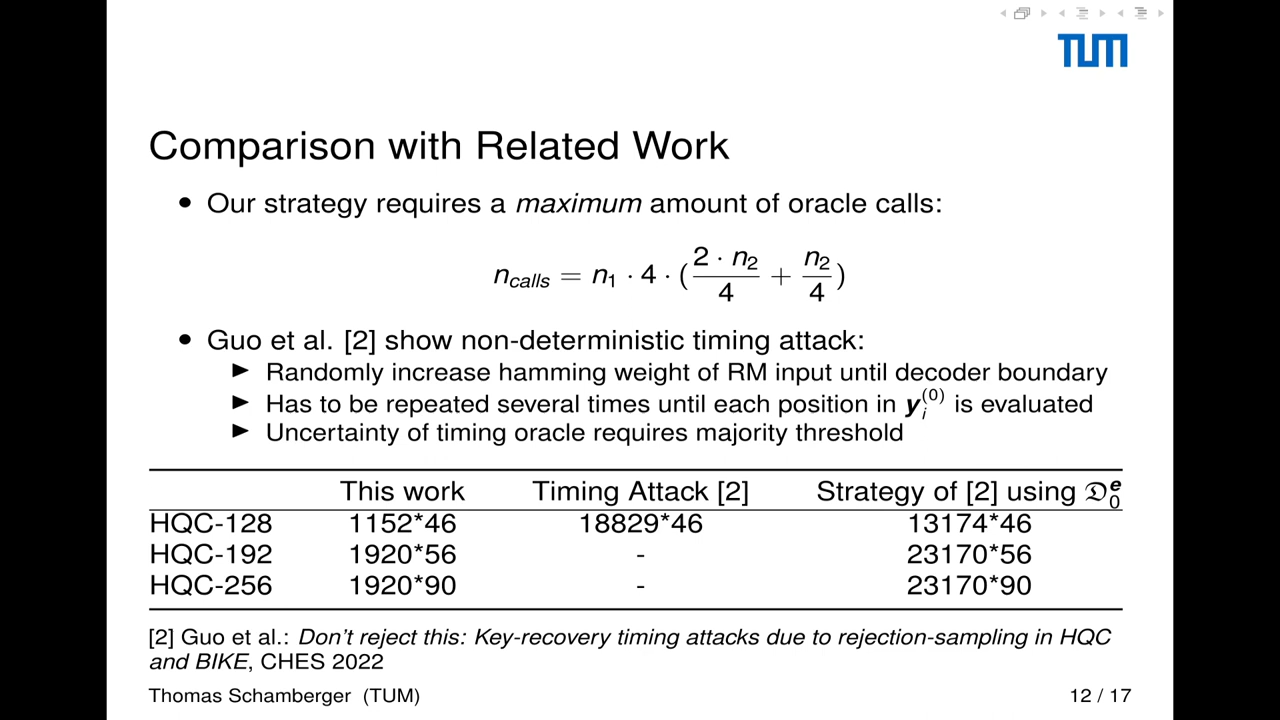 TUM
Comparison with Related Work
• Our strategy requires a maximum amount of oracle calls:
n_calls = n_1 · 4 · (2 · n_2 / 4 + n_2 / 4)
• Guo et al. [2] show non-deterministic timing attack:
► Randomly increase hamming weight of RM input until decoder boundary
► Has to be repeated several times until each position in y_i^(0) is evaluated
► Uncertainty of timing oracle requires majority threshold
This work Timing Attack [2] Strategy of [2] using 𝔇_0^e
HQC-128 1152*46 18829*46 13174*46
HQC-192 1920*56 - 23170*56
HQC-256 1920*90 - 23170*90
[2] Guo et al.: Don't reject this: Key-recovery timing attacks due to rejection-sampling in HQC
and BIKE, CHES 2022
Thomas Schamberger (TUM) 12 / 17